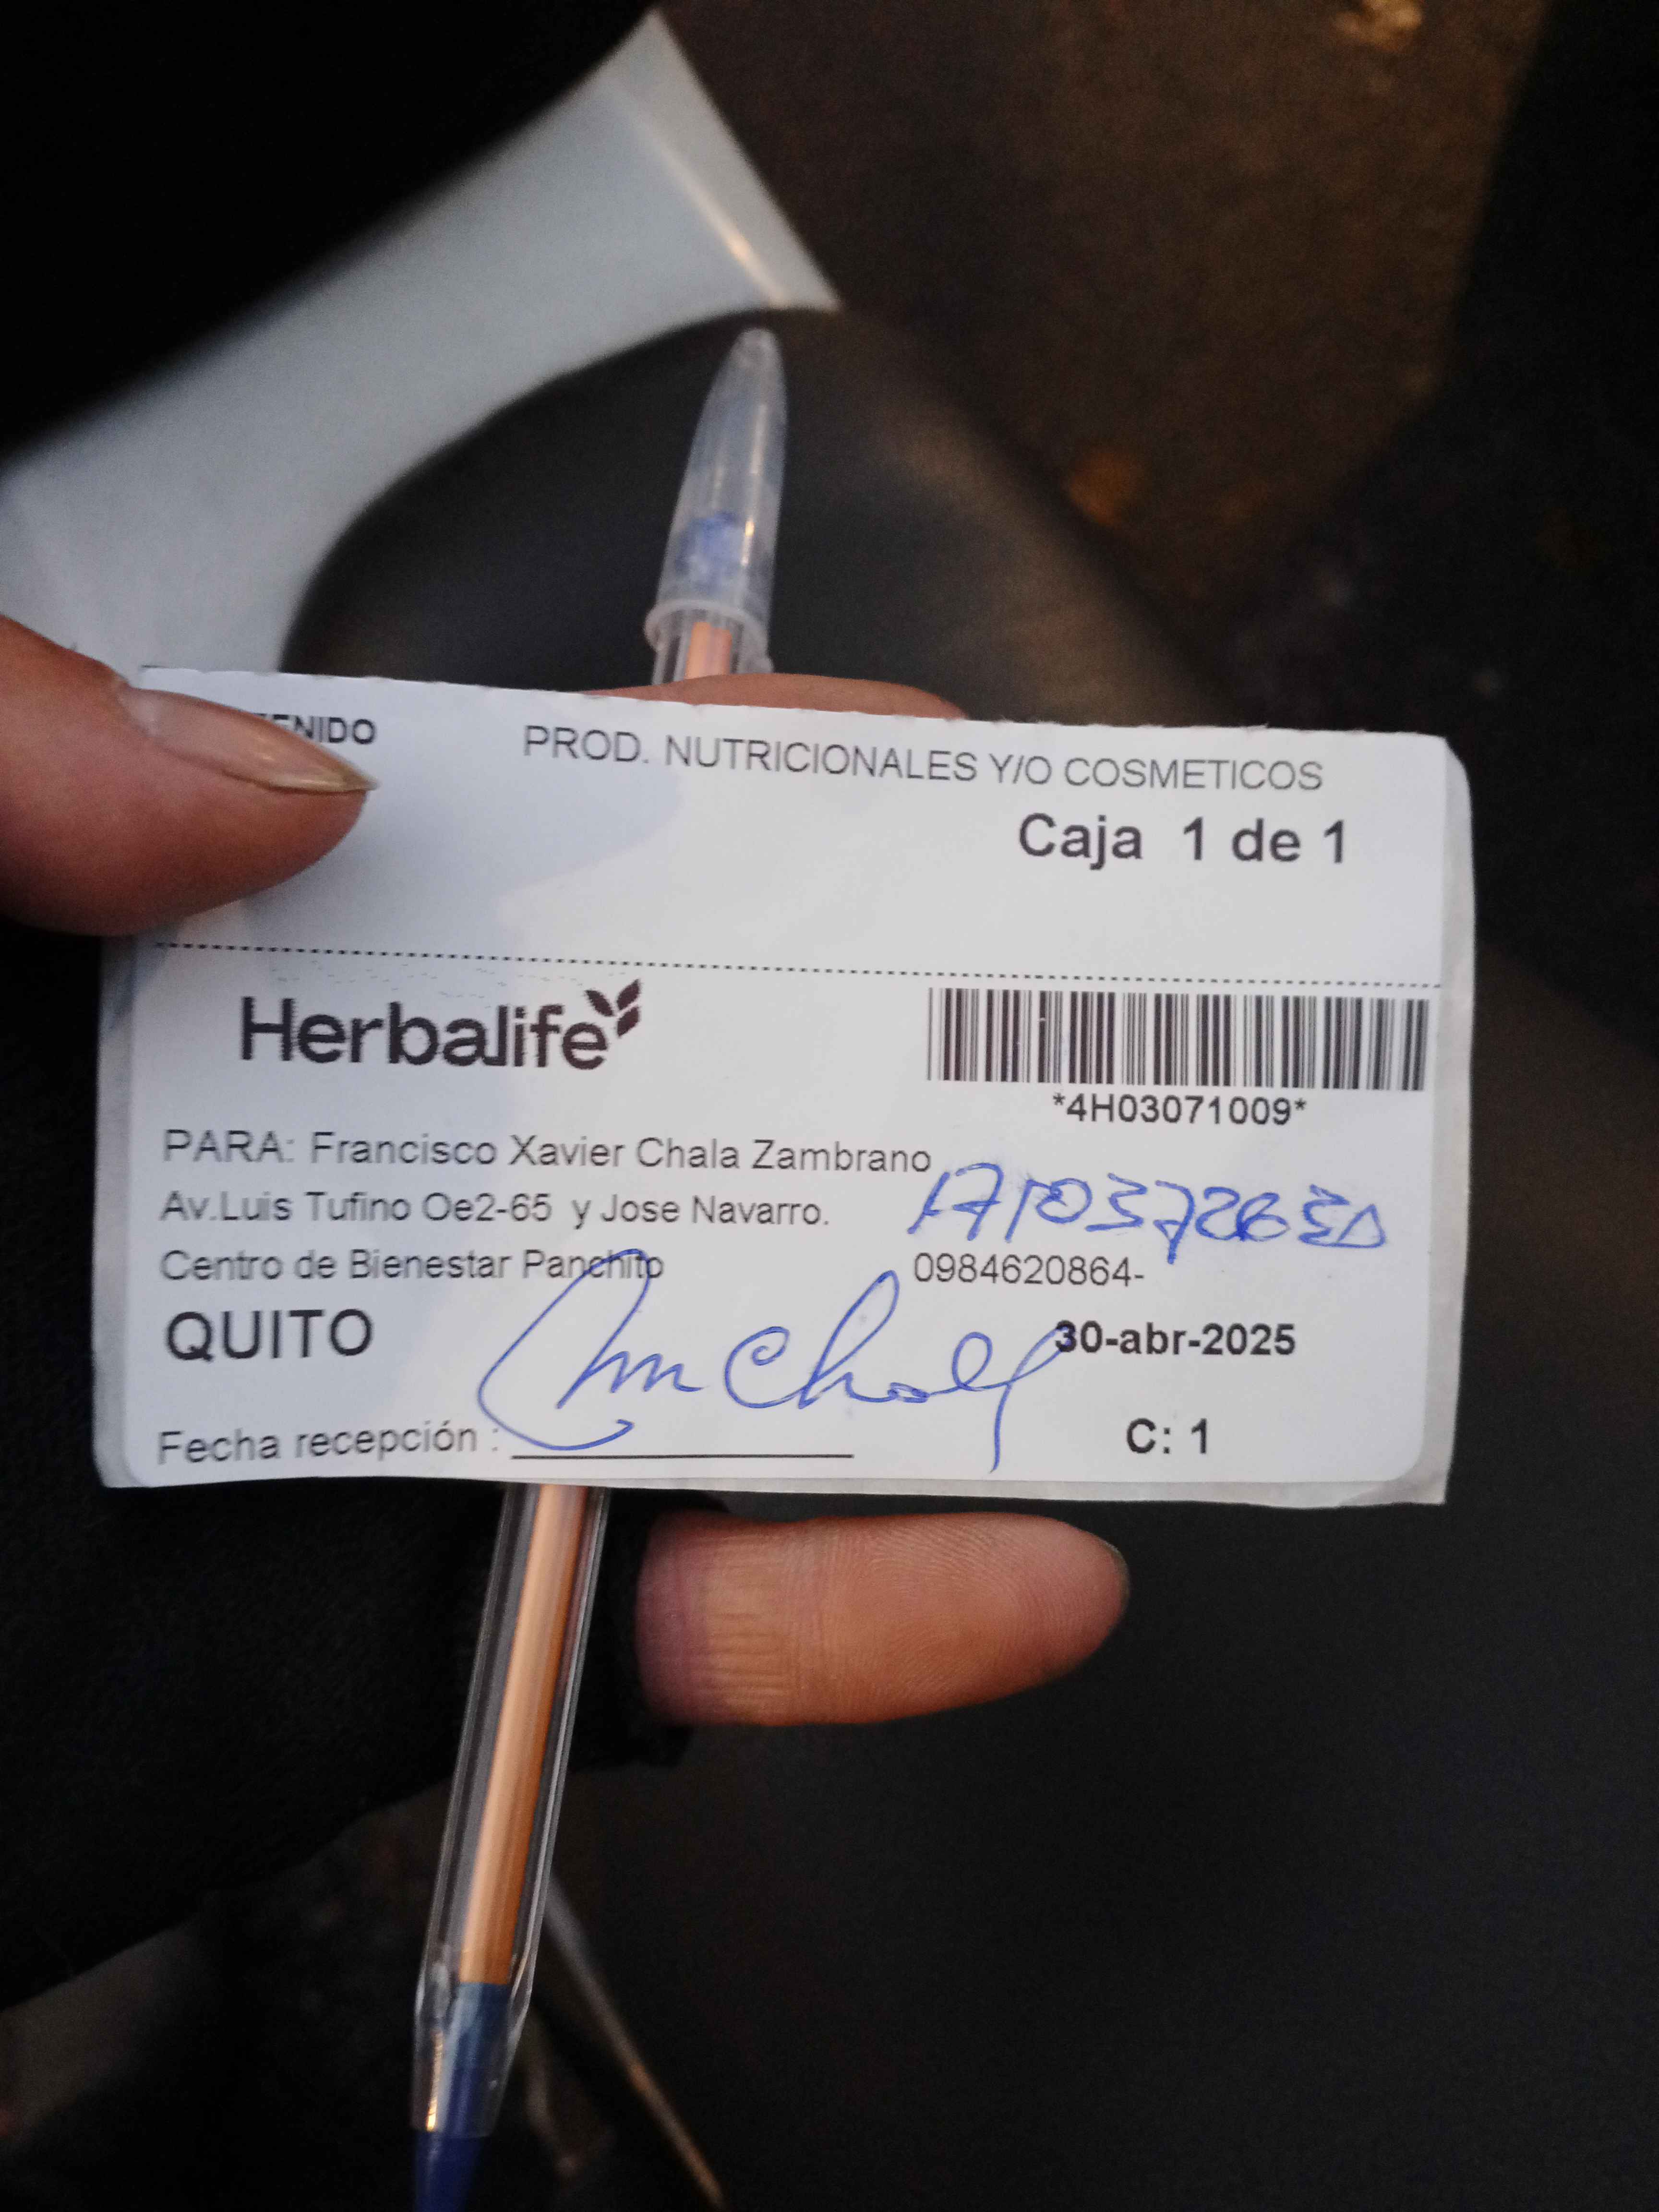 PROD. NUTRICIONALES Y/O COSMETICOS
Caja 1 de 1
Herbalife
*4H03071009*
PARA: Francisco Xavier Chala Zambrano
Av.Luis Tufino Oe2-65 y Jose Navarro.
Centro de Bienestar Panchito
0984620864-
QUITO
30-abr-2025
Fecha recepción :
C: 1